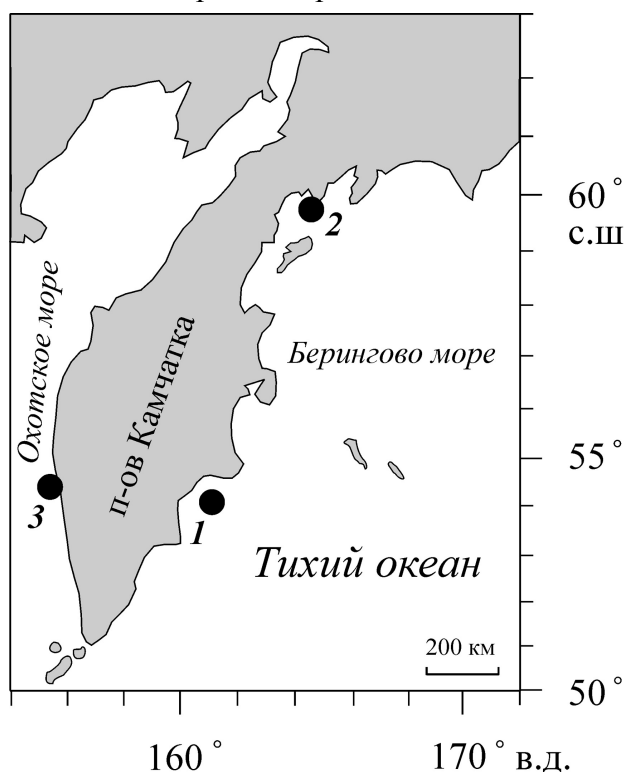 60°
с.ш
2
Охотское море
Берингово море
п-ов Камчатка
55°
3
1
Тихий океан
200 км
50°
160°
170° в.д.